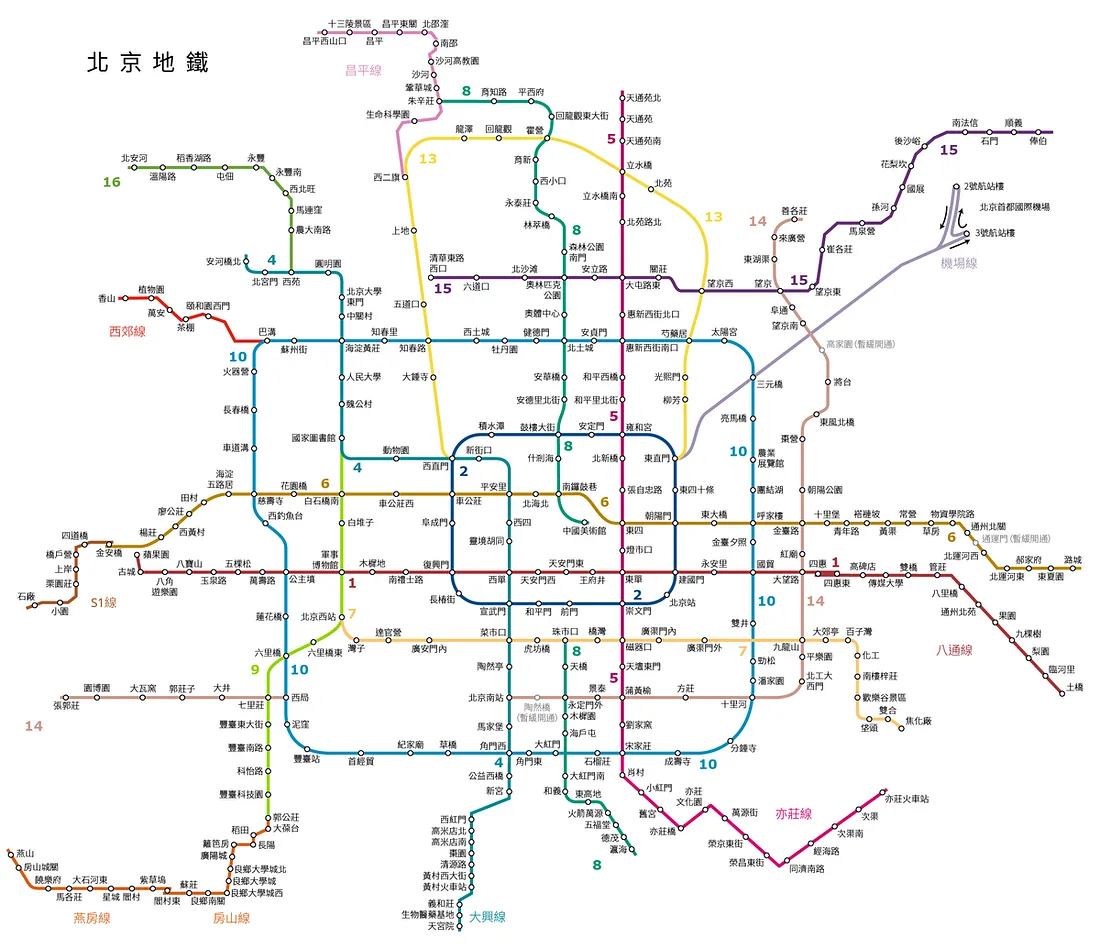 北京地鐵
十三陵景區
昌平東關
北邵洼
昌平西山口
昌平
南邵
昌平線
沙河高教園
沙河
鞏華城
朱辛莊
8
育知路
平西府
生命科學園
回龍觀東大街
天通苑北
天通苑
5
天通苑南
龍澤
回龍觀
霍營
13
西二旗
育新
西小口
永泰莊
林萃橋
8
立水橋
北苑
立水橋南
北苑路北
13
南法信
順義
後沙峪
15
石門
俸伯
花梨坎
國展
孫河
馬泉營
崔各莊
2號航站樓
北京首都國際機場
3號航站樓
機場線
14
善各莊
來廣營
東湖渠
15
北安河
稻香湖路
永豐
16
溫陽路
屯佃
永豐南
西北旺
馬連窪
農大南路
安河橋北
4
圓明園
北宮門
西苑
上地
清華東路
西口
15
六道口
北沙灘
森林公園
南門
奧林匹克
公園
安立路
關莊
大屯路東
望京西
望京
望京東
阜通
望京南
高家園(暫緩開通)
香山
植物園
萬安
頤和園西門
茶棚
西郊線
北京大學
東門
中關村
五道口
奧體中心
惠新西街北口
巴溝
10
蘇州街
海淀黃莊
知春里
知春路
西土城
牡丹園
健德門
北土城
安貞門
惠新西街南口
芍藥居
太陽宮
火器營
人民大學
大鐘寺
安華橋
和平西橋
光熙門
三元橋
將台
長春橋
魏公村
安德里北街
和平里北街
柳芳
5
亮馬橋
東風北橋
車道溝
國家圖書館
積水潭
鼓樓大街
安定門
雍和宮
東營
動物園
新街口
8
4
西直門
2
什剎海
北新橋
東直門
10
農業
展覽館
海淀
五路居
花園橋
6
平安里
南鑼鼓巷
張自忠路
東四十條
團結湖
朝陽公園
田村
慈壽寺
白石橋南
車公莊西
車公莊
北海北
6
廖公莊
西釣魚台
中國美術館
朝陽門
東大橋
呼家樓
十里堡
褡褳坡
常營
物資學院路
四道橋
楊莊
西黃村
白堆子
阜成門
西四
東四
金臺路
青年路
黃渠
草房
6
通州北關
橋戶營
金安橋
蘋果園
靈境胡同
燈市口
金臺夕照
通運門(暫緩開通)
北運河西
郝家府
潞城
上岸
八寶山
五棵松
軍事
博物館
木樨地
復興門
天安門東
永安里
紅廟
四惠
1
高碑店
雙橋
管莊
栗園莊
古城
八角
遊樂園
玉泉路
萬壽路
公主墳
1
南禮士路
西單
天安門西
王府井
東單
建國門
國貿
大望路
四惠東
傳媒大學
北運河東
東夏園
八里橋
石廠
小園
S1線
長椿街
宣武門
和平門
前門
2
崇文門
北京站
10
14
通州北苑
果園
九棵樹
蓮花橋
北京西站
7
達官營
菜市口
珠市口
橋灣
廣渠門內
雙井
大郊亭
百子灣
八通線
梨園
灣子
廣安門內
虎坊橋
8
磁器口
廣渠門外
7
九龍山
臨河里
土橋
六里橋
六里橋東
9
10
陶然亭
天橋
天壇東門
勁松
平樂園
化工
5
潘家園
北工大
西門
南樓梓莊
園博園
大瓦窯
郭莊子
大井
張郭莊
14
七里莊
西局
北京南站
陶然橋
(暫緩開通)
永定門外
景泰
蒲黃榆
方莊
十里河
歡樂谷景區
雙合
焦化廠
垡頭
豐臺東大街
泥窪
馬家堡
木樨園
劉家窯
豐臺南路
豐臺站
首經貿
紀家廟
草橋
角門西
海戶屯
大紅門
宋家莊
分鐘寺
4
角門東
石榴莊
成壽寺
10
科怡路
公益西橋
大紅門南
肖村
豐臺科技園
新宮
和義
東高地
小紅門
舊宮
亦莊
文化園
萬源街
亦莊線
亦莊火車站
郭公莊
大葆台
稻田
長陽
西紅門
高米店北
高米店南
棗園
清源路
黃村西大街
黃村火車站
火箭萬源
五福堂
德茂
瀛海
8
亦莊橋
榮京東街
榮昌東街
同濟南路
經海路
次渠南
次渠
籬笆房
廣陽城
良鄉大學城北
良鄉大學城
良鄉大學城西
燕山
房山城關
饒樂府
大石河東
紫草塢
蘇莊
馬各莊
星城
閻村
閻村東
良鄉南關
燕房線
房山線
義和莊
生物醫藥基地
天宮院
大興線